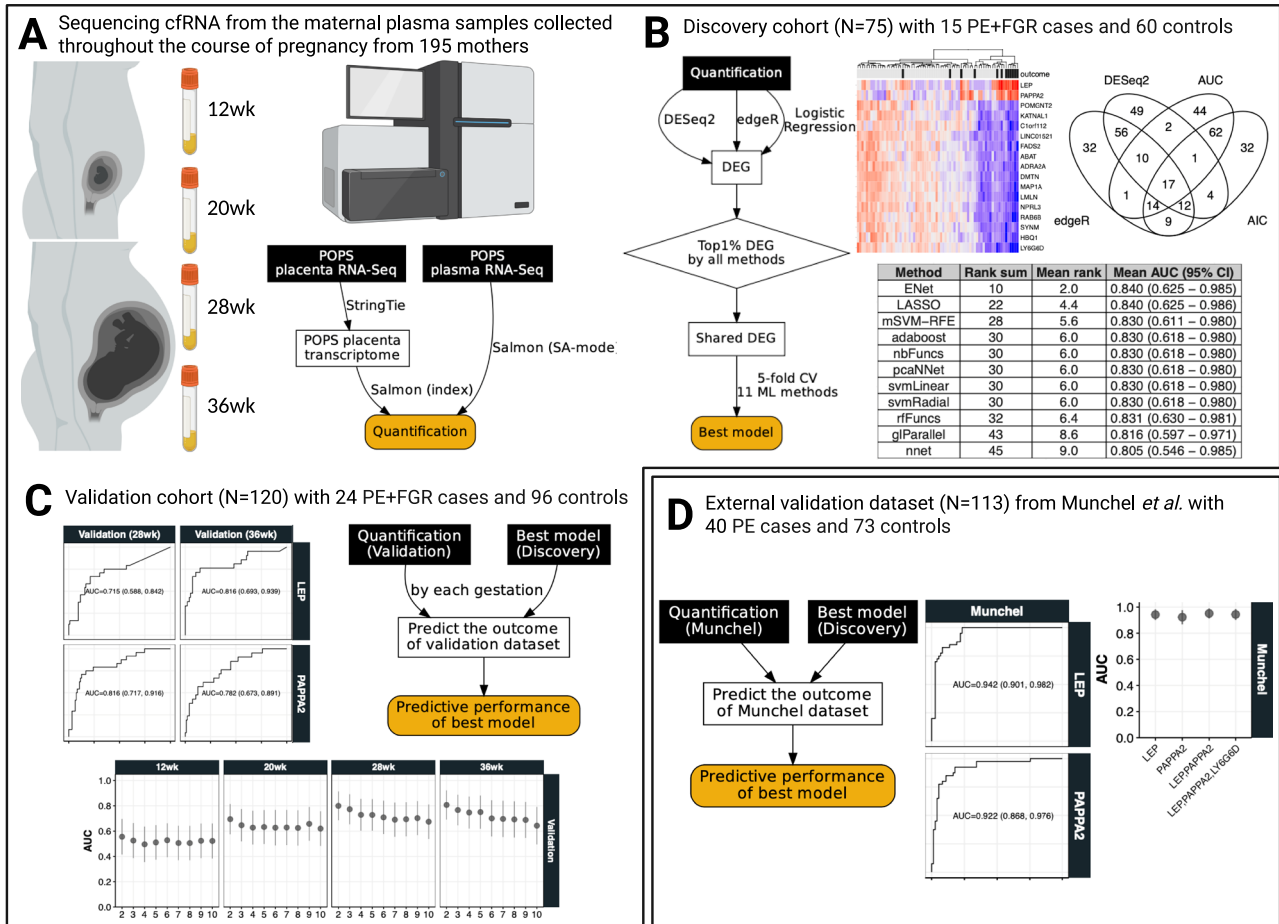 A Sequencing cfRNA from the maternal plasma samples collected
throughout the course of pregnancy from 195 mothers
12wk
20wk
28wk
36wk
POPS
placenta RNA-Seq
POPS
plasma RNA-Seq
StringTie
POPS placenta
transcriptome
Salmon (SA-mode)
Salmon (index)
Quantification
B Discovery cohort (N=75) with 15 PE+FGR cases and 60 controls
Quantification
DESeq2
edgeR
Logistic
Regression
DEG
Top1% DEG
by all methods
Shared DEG
5-fold CV
11 ML methods
Best model
outcome
LEP
PAPPA2
POMGNT2
KATNAL1
C1orf112
LINC01521
FADS2
ABAT
ADRA2A
DMTN
MAP1A
LMLN
NPRL3
RAB6B
SYNM
HBQ1
LY6G6D
DESeq2 AUC
49 44
56 2 62
32 10 1 32
17
1 14 12 4
9
edgeR AIC
Method Rank sum Mean rank Mean AUC (95% CI)
ENet 10 2.0 0.840 (0.625 – 0.985)
LASSO 22 4.4 0.840 (0.625 – 0.986)
mSVM–RFE 28 5.6 0.830 (0.611 – 0.980)
adaboost 30 6.0 0.830 (0.618 – 0.980)
nbFuncs 30 6.0 0.830 (0.618 – 0.980)
pcaNNet 30 6.0 0.830 (0.618 – 0.980)
svmLinear 30 6.0 0.830 (0.618 – 0.980)
svmRadial 30 6.0 0.830 (0.618 – 0.980)
rfFuncs 32 6.4 0.831 (0.630 – 0.981)
glParallel 43 8.6 0.816 (0.597 – 0.971)
nnet 45 9.0 0.805 (0.546 – 0.985)
C Validation cohort (N=120) with 24 PE+FGR cases and 96 controls
Validation (28wk) Validation (36wk)
AUC=0.715 (0.588, 0.842) AUC=0.816 (0.693, 0.939)
LEP
AUC=0.816 (0.717, 0.916) AUC=0.782 (0.673, 0.891)
PAPPA2
Quantification
(Validation)
Best model
(Discovery)
by each gestation
Predict the outcome
of validation dataset
Predictive performance
of best model
12wk 20wk 28wk 36wk
AUC
1.0
0.8
0.6
0.4
0.2
0.0
Validation
2 3 4 5 6 7 8 9 10 2 3 4 5 6 7 8 9 10 2 3 4 5 6 7 8 9 10 2 3 4 5 6 7 8 9 10
D External validation dataset (N=113) from Munchel et al. with
40 PE cases and 73 controls
Quantification
(Munchel)
Best model
(Discovery)
Predict the outcome
of Munchel dataset
Predictive performance
of best model
Munchel
AUC=0.942 (0.901, 0.982)
LEP
AUC=0.922 (0.868, 0.976)
PAPPA2
AUC
1.0
0.8
0.6
0.4
0.2
0.0
Munchel
LEP
PAPPA2
LEP,PAPPA2
LEP,PAPPA2,LY6G6D